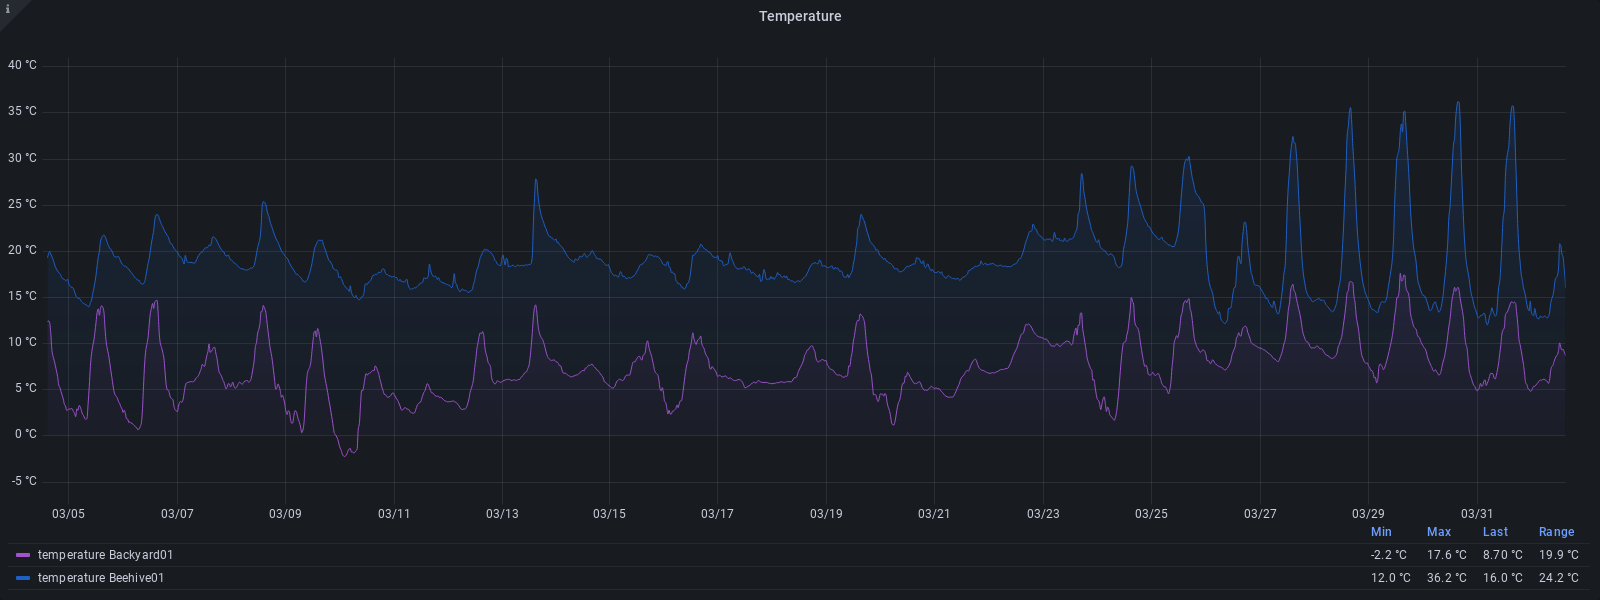 i
Temperature
40 °C
35 °C
30 °C
25 °C
20 °C
15 °C
10 °C
5 °C
0 °C
-5 °C
03/05 03/07 03/09 03/11 03/13 03/15 03/17 03/19 03/21 03/23 03/25 03/27 03/29 03/31
Min Max Last Range
temperature Backyard01 -2.2 °C 17.6 °C 8.70 °C 19.9 °C
temperature Beehive01 12.0 °C 36.2 °C 16.0 °C 24.2 °C